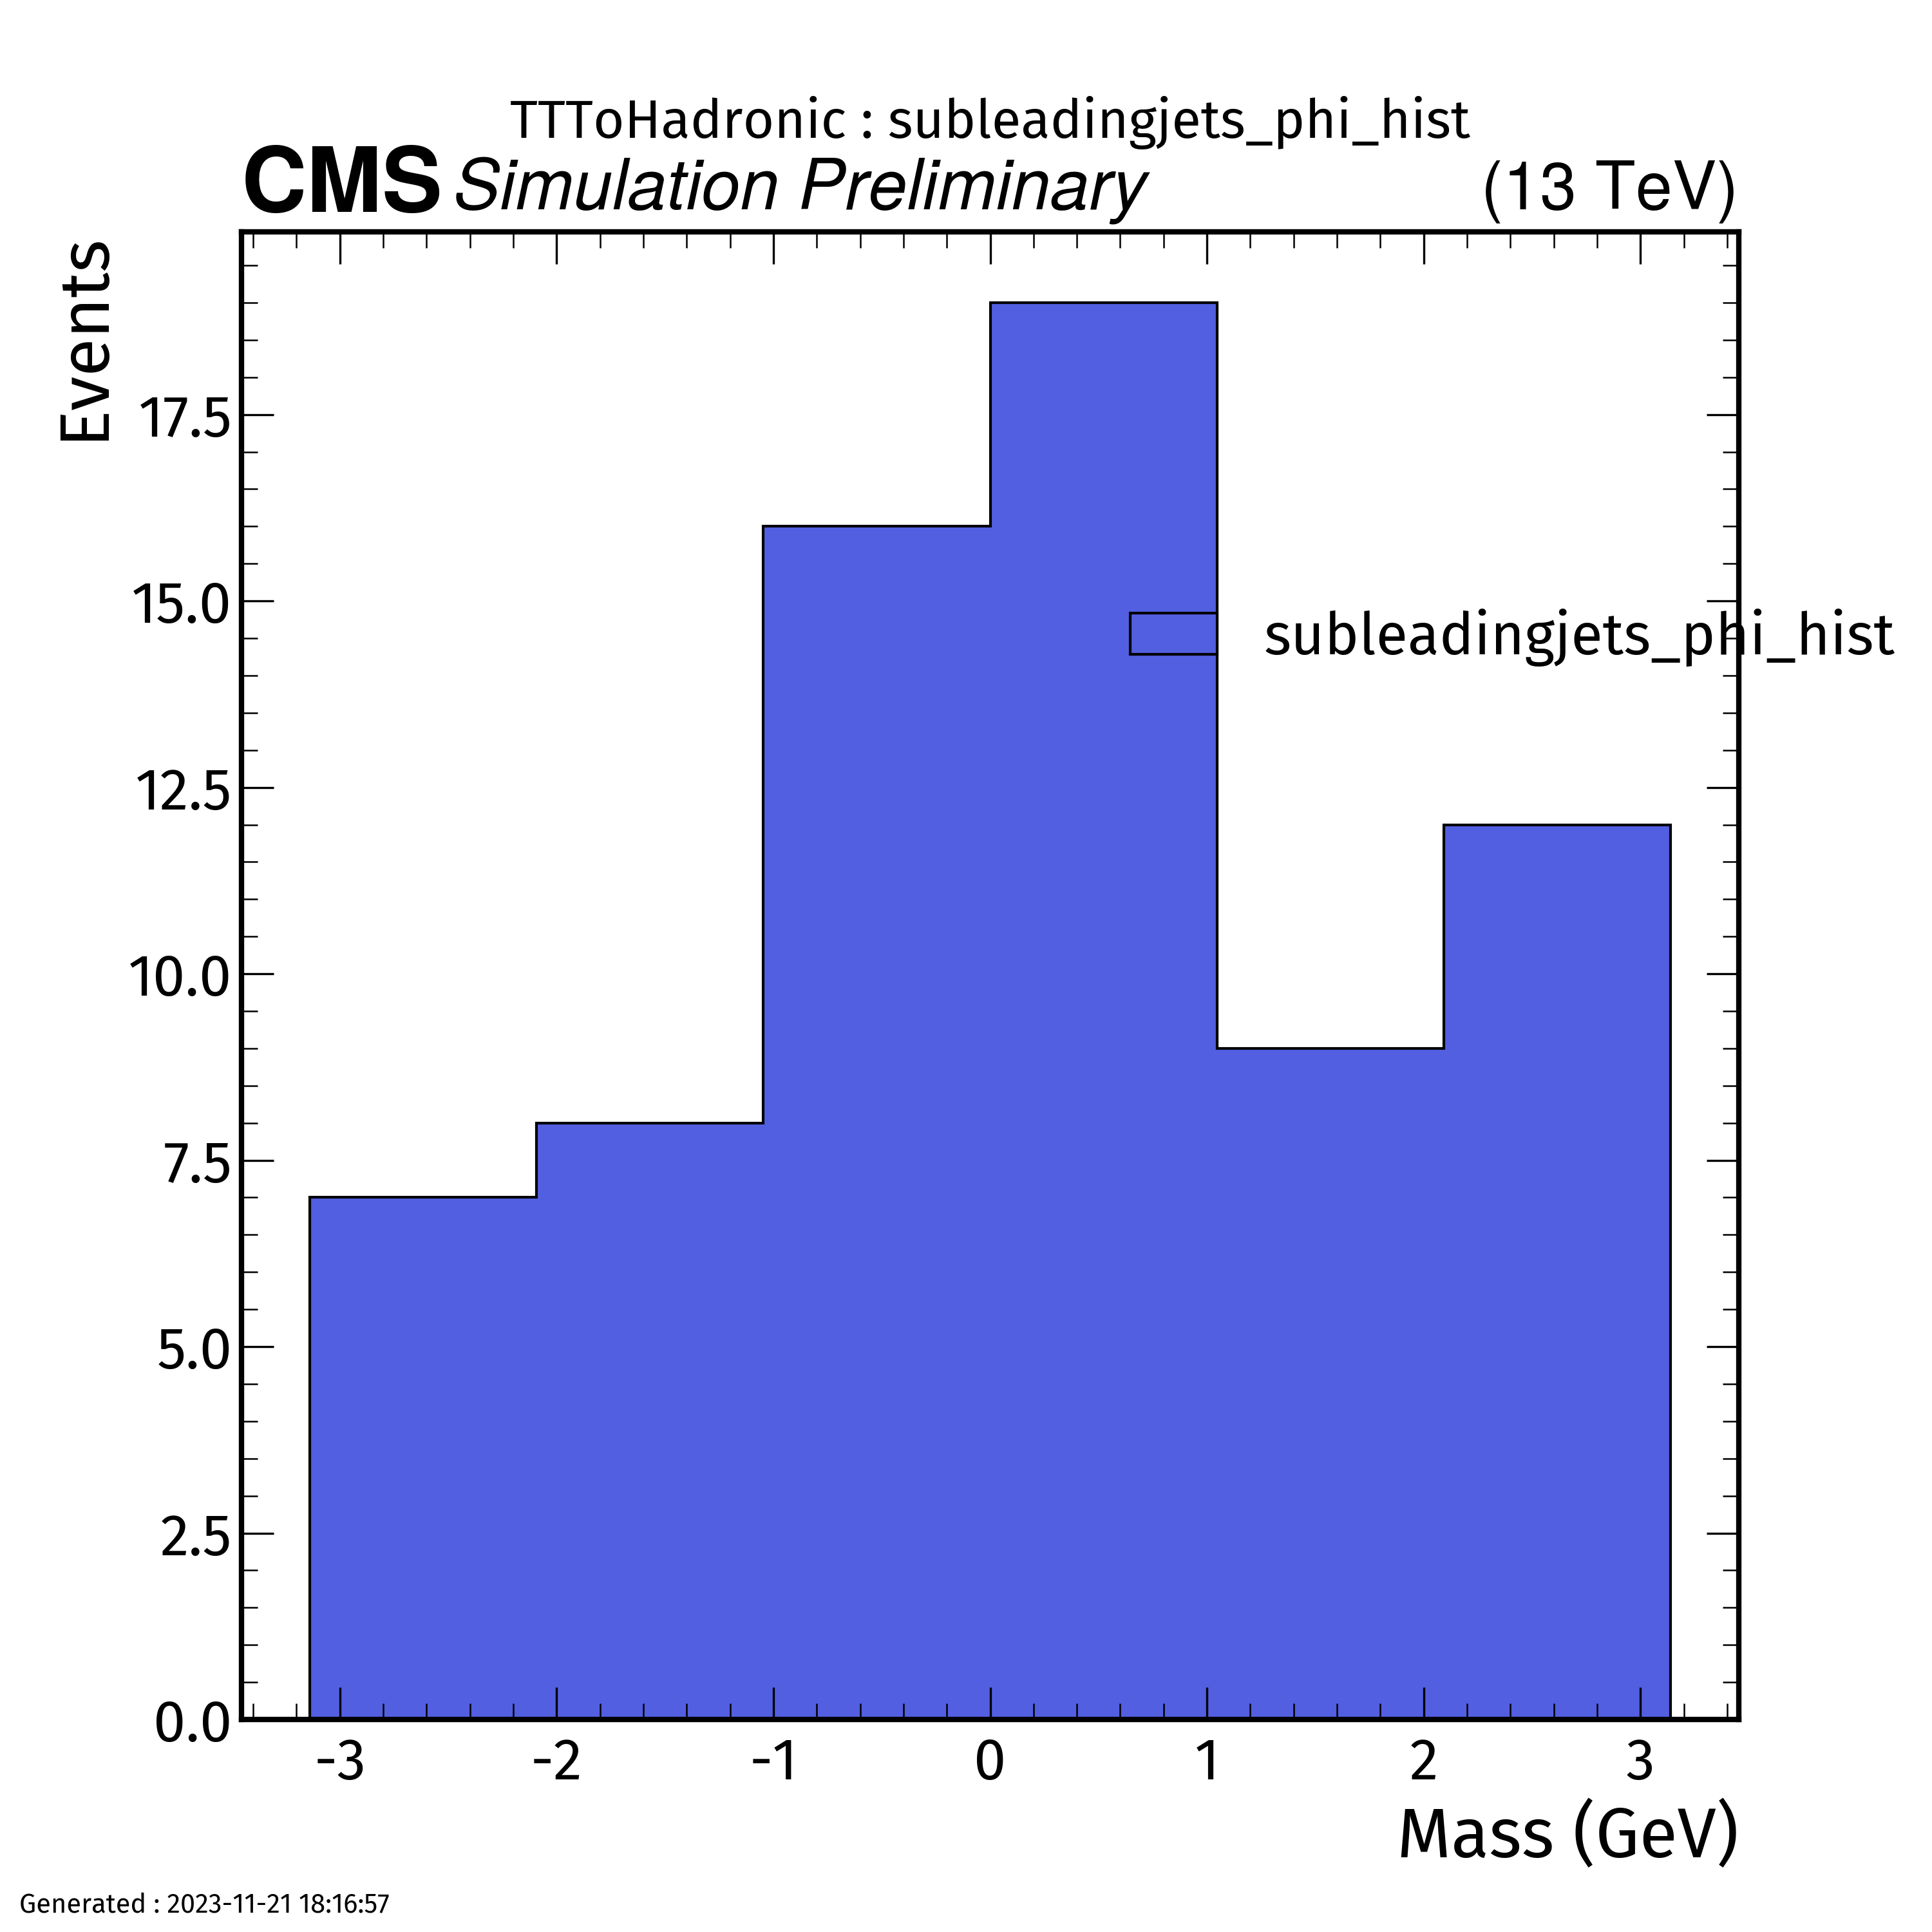 TTToHadronic : subleadingjets_phi_hist
CMS Simulation Preliminary (13 TeV)
Events
17.5
15.0
subleadingjets_phi_hist
12.5
10.0
7.5
5.0
2.5
0.0
-3 -2 -1 0 1 2 3
Mass (GeV)
Generated : 2023-11-21 18:16:57